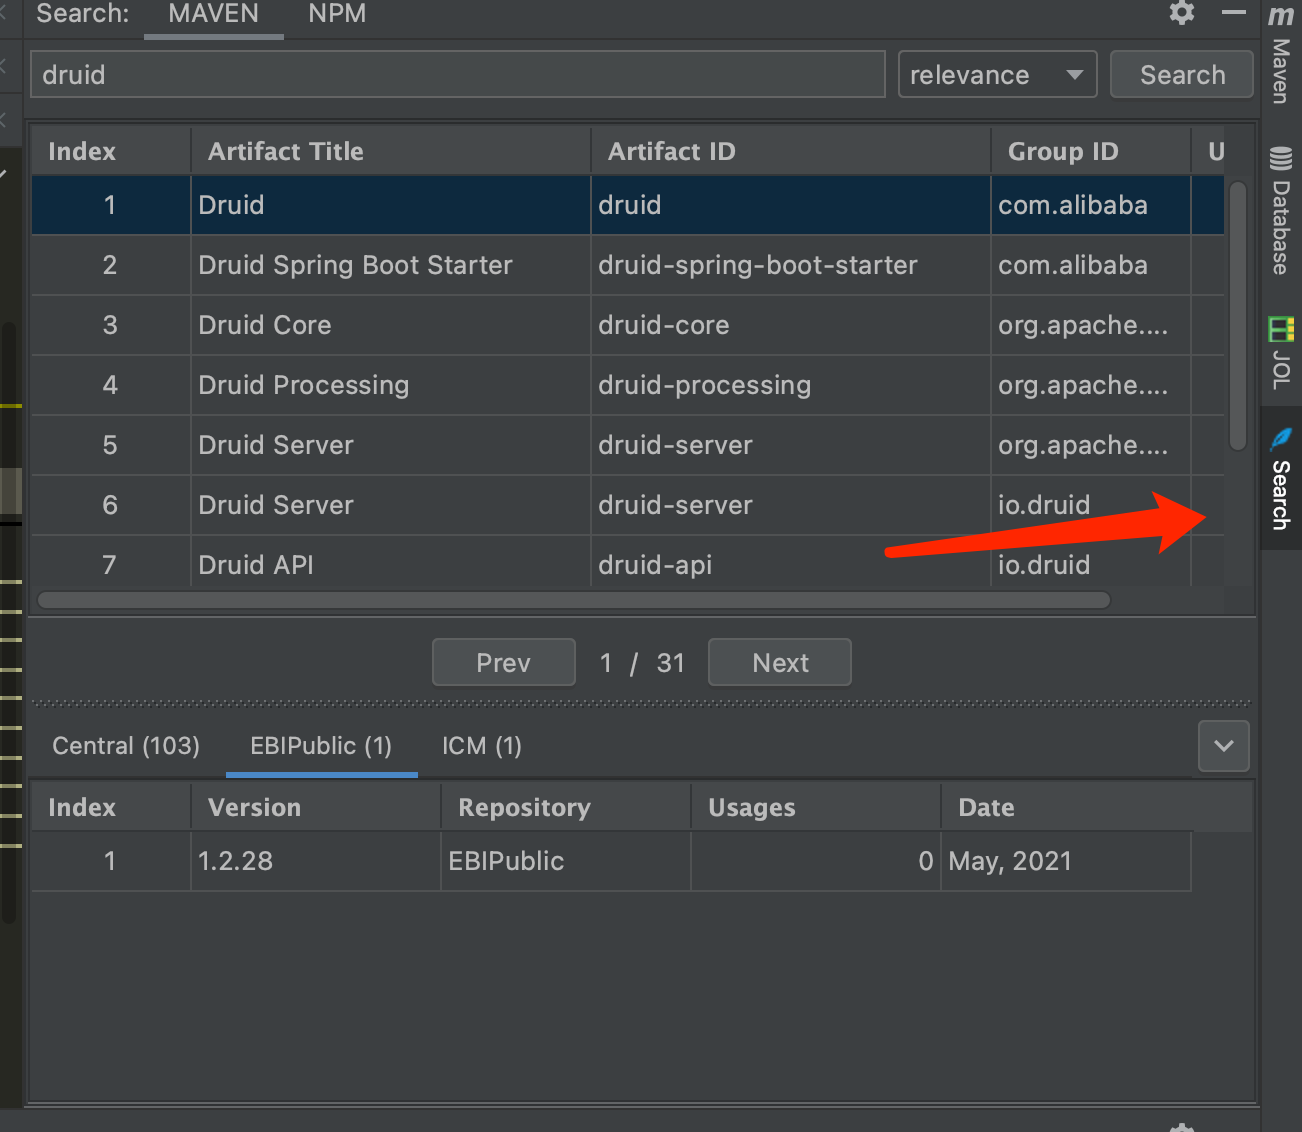 Search: MAVEN NPM
druid relevance Search
Index Artifact Title Artifact ID Group ID U
1 Druid druid com.alibaba
2 Druid Spring Boot Starter druid-spring-boot-starter com.alibaba
3 Druid Core druid-core org.apache....
4 Druid Processing druid-processing org.apache....
5 Druid Server druid-server org.apache....
6 Druid Server druid-server io.druid
7 Druid API druid-api io.druid
Prev 1 / 31 Next
Central (103) EBIPublic (1) ICM (1)
Index Version Repository Usages Date
1 1.2.28 EBIPublic 0 May, 2021
m
Maven
Database
JOL
Search